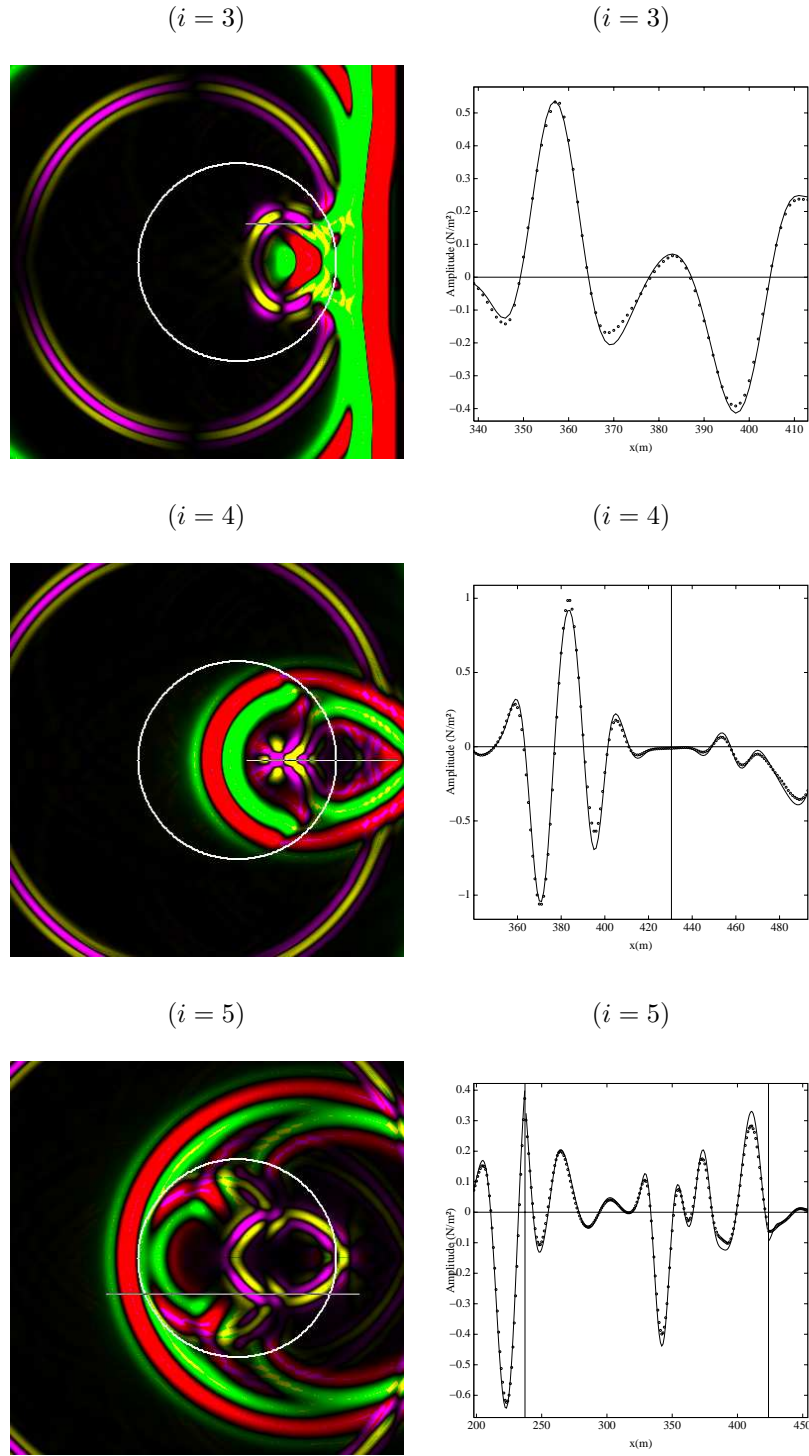 (i = 3)
(i = 3)
0.5
0.4
0.3
0.2
0.1
0
−0.1
−0.2
−0.3
−0.4
Amplitude (N/m²)
340 350 360 370 380 390 400 410
x(m)
(i = 4)
(i = 4)
1
0.5
0
−0.5
−1
Amplitude (N/m²)
360 380 400 420 440 460 480
x(m)
(i = 5)
(i = 5)
0.4
0.3
0.2
0.1
0
0.1
−0.2
−0.3
−0.4
−0.5
−0.6
Amplitude (N/m²)
200 250 300 350 400 450
x(m)